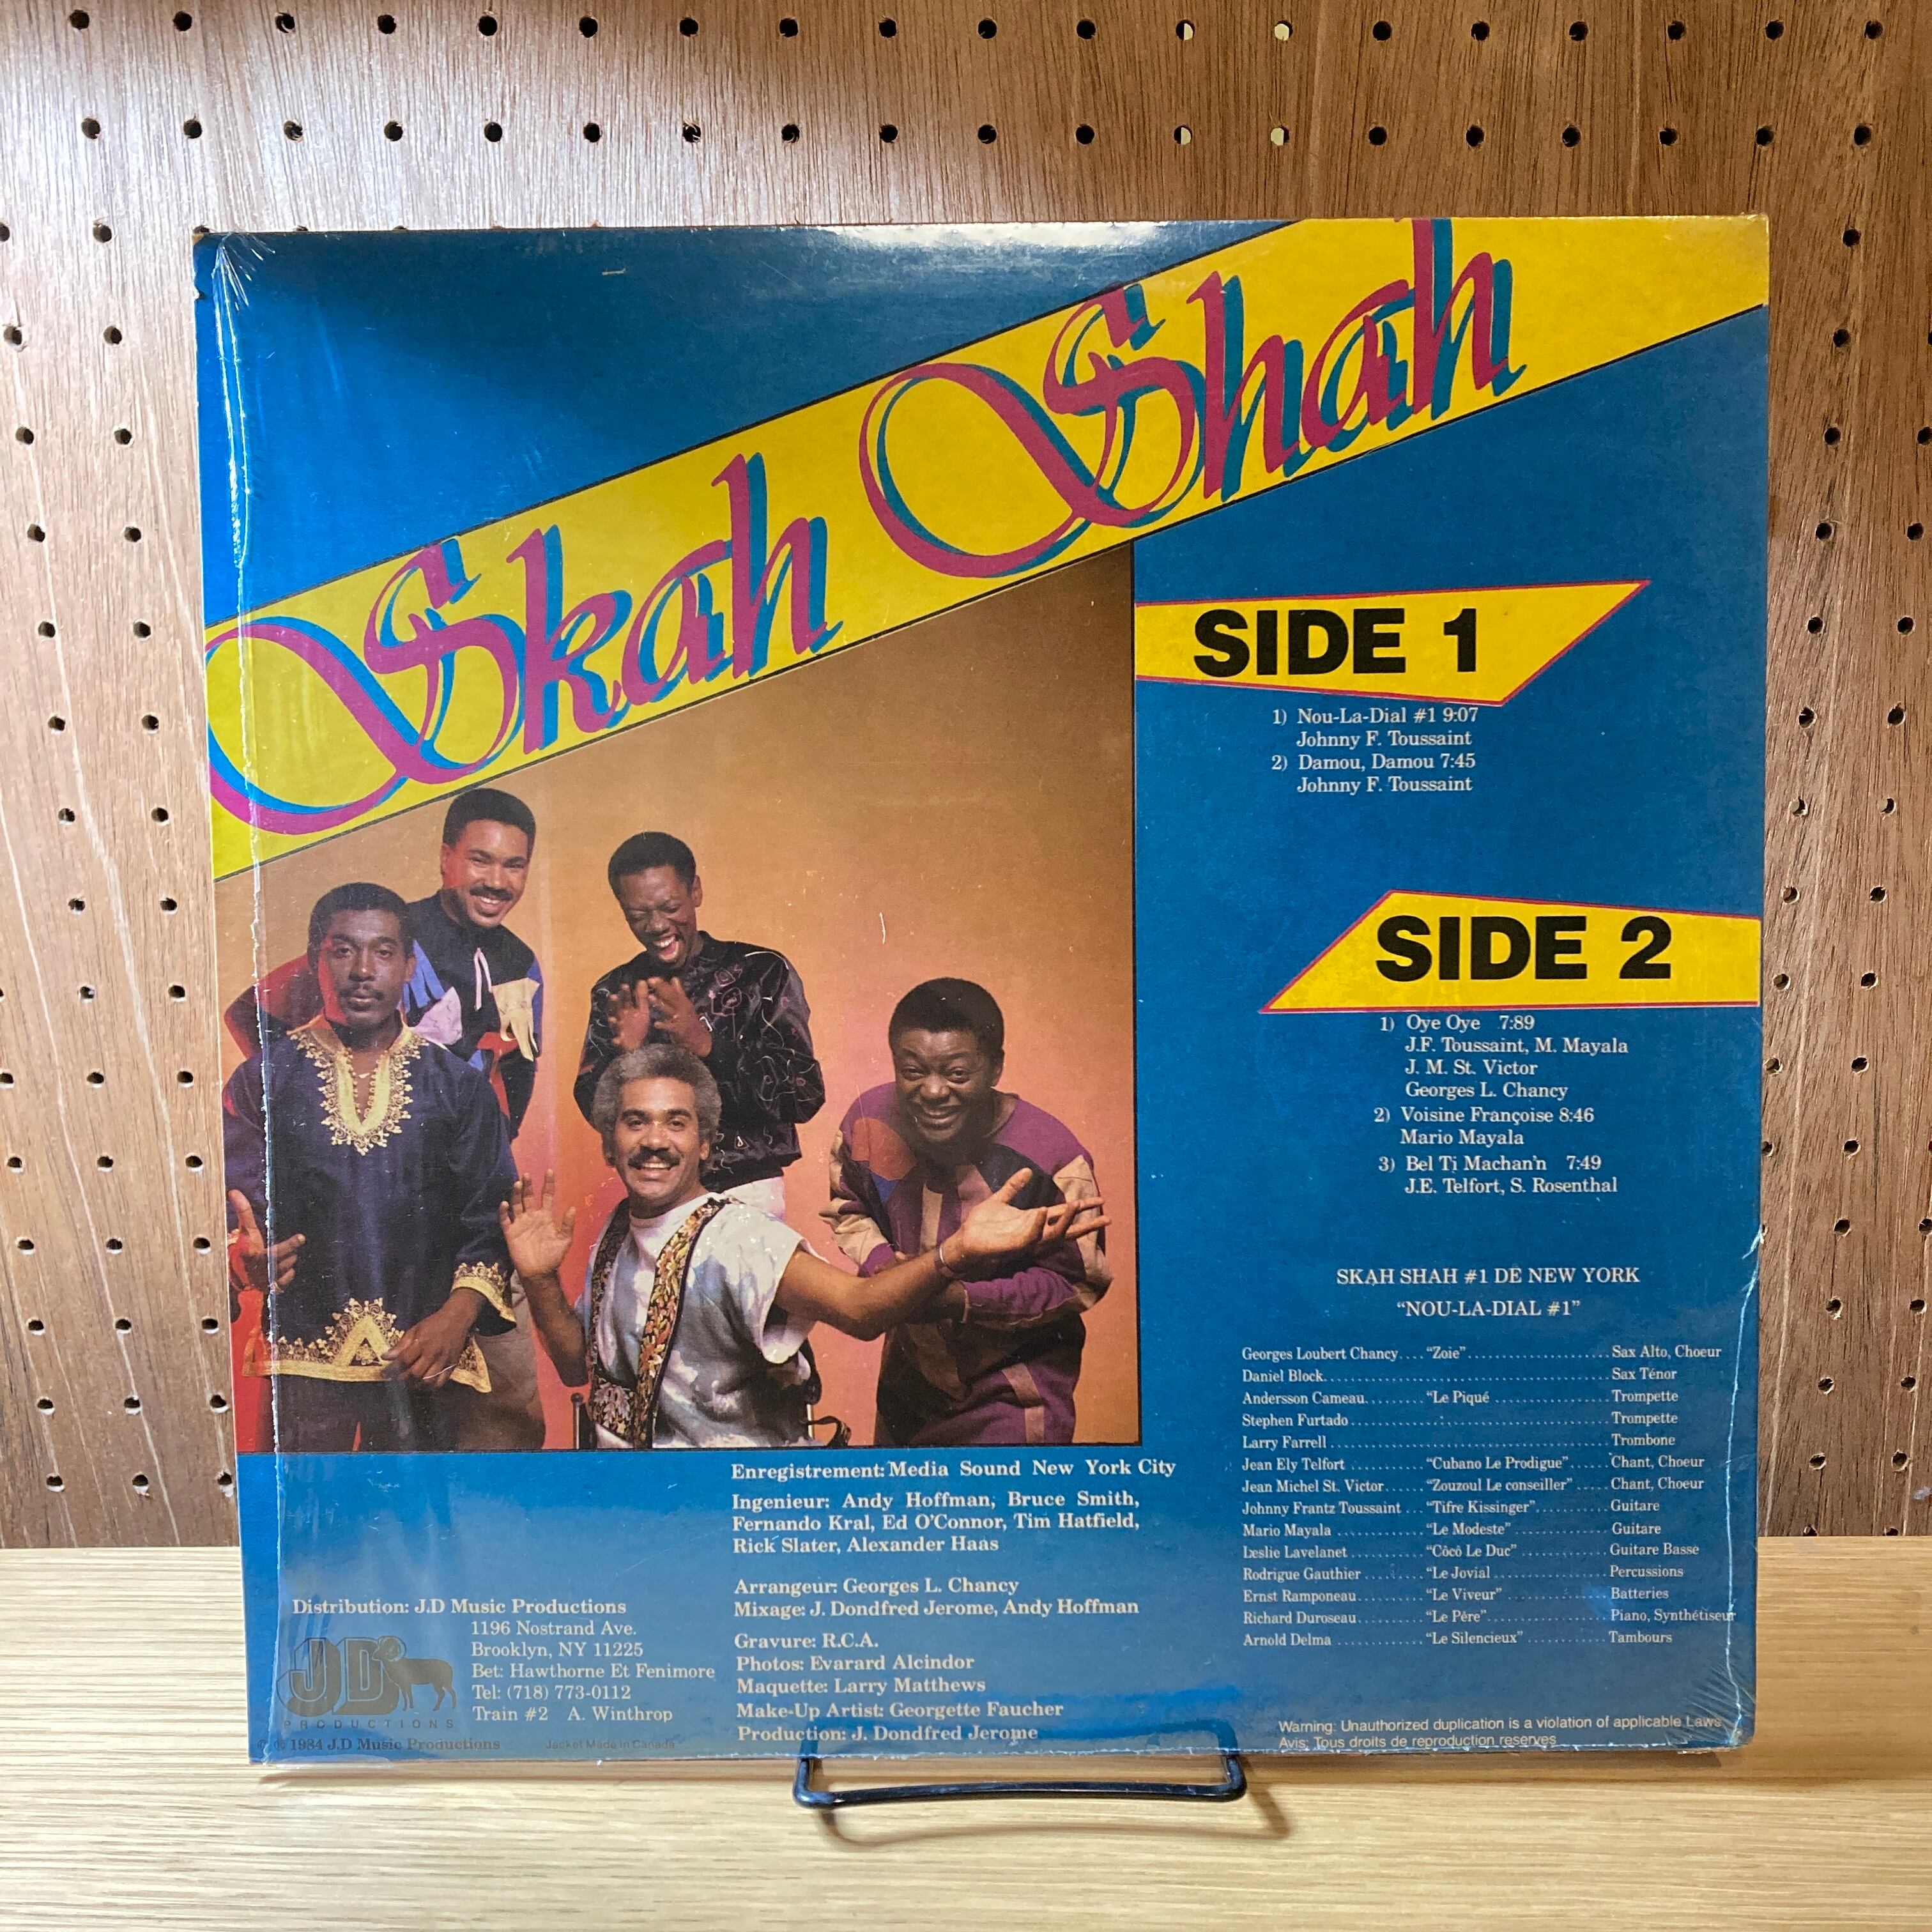 Skah Shah
SIDE 1
1) Nou-La-Dial #1 9:07
Johnny F. Toussaint
2) Damou, Damou 7:45
Johnny F. Toussaint
SIDE 2
1) Oye Oye 7:89
J.F. Toussaint, M. Mayala
J. M. St. Victor
Georges L. Chancy
2) Voisine Françoise 8:46
Mario Mayala
3) Bel Ti Machan'n 7:49
J.E. Telfort, S. Rosenthal
SKAH SHAH #1 DE NEW YORK
"NOU-LA-DIAL #1"
Georges Loubert Chancy.... "Zoie"..................... Sax Alto, Choeur
Daniel Block.......................................... Sax Ténor
Andersson Cameau......... "Le Piqué ................. Trompette
Stephen Furtado ...................................... Trompette
Larry Farrell ......................................... Trombone
Jean Ely Telfort ........... "Cubano Le Prodigue"...... Chant, Choeur
Jean Michel St. Victor...... "Zouzoul Le conseiller" ..... Chant, Choeur
Johnny Frantz Toussaint ... "Tifre Kissinger"........... Guitare
Mario Mayala ............. "Le Modeste" .............. Guitare
Leslie Lavelanet ........... "Côcô Le Duc" ............. Guitare Basse
Rodrigue Gauthier ......... "Le Jovial ................. Percussions
Ernst Ramponeau.......... "Le Viveur" ............... Batteries
Richard Duroseau.......... "Le Père" ................. Piano, Synthétiseur
Arnold Delma ............. "Le Silencieux" ............ Tambours
Enregistrement: Media Sound New York City
Ingenieur: Andy Hoffman, Bruce Smith,
Fernando Kral, Ed O'Connor, Tim Hatfield,
Rick Slater, Alexander Haas
Arrangeur: Georges L. Chancy
Mixage: J. Dondfred Jerome, Andy Hoffman
Gravure: R.C.A.
Photos: Evarard Alcindor
Maquette: Larry Matthews
Make-Up Artist: Georgette Faucher
Production: J. Dondfred Jerome
Distribution: J.D Music Productions
1196 Nostrand Ave.
Brooklyn, NY 11225
Bet: Hawthorne Et Fenimore
Tel: (718) 773-0112
Train #2 A. Winthrop
JD
PRODUCTIONS
1984 J.D Music Productions
Jacket Made in Canada
Warning: Unauthorized duplication is a violation of applicable Laws
Avis: Tous droits de reproduction reserves